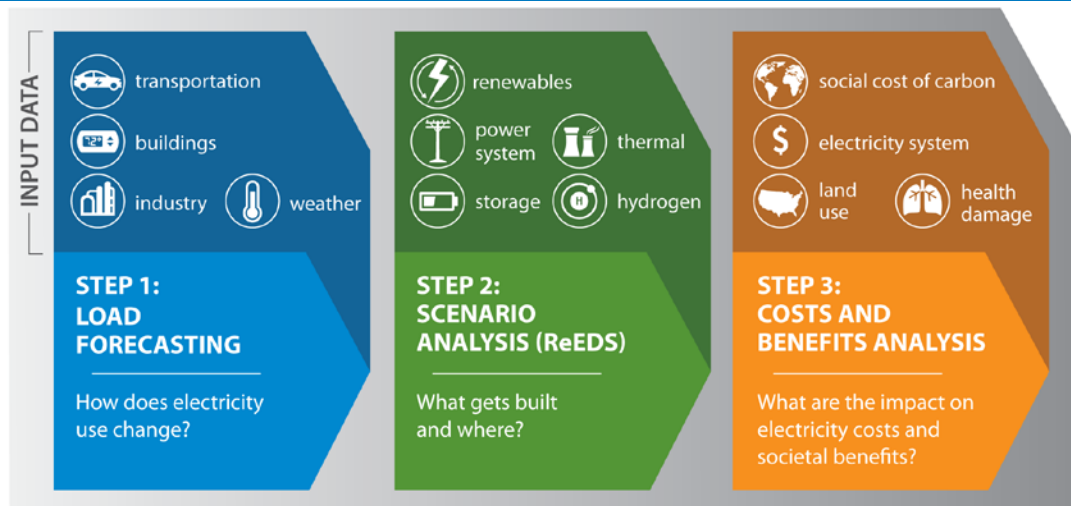 INPUT DATA
transportation
buildings
industry
weather
STEP 1:
LOAD
FORECASTING
How does electricity
use change?
renewables
power
system
thermal
storage
H
hydrogen
STEP 2:
SCENARIO
ANALYSIS (ReEDS)
What gets built
and where?
social cost of carbon
$
electricity system
land
use
health
damage
STEP 3:
COSTS AND
BENEFITS ANALYSIS
What are the impact on
electricity costs and
societal benefits?